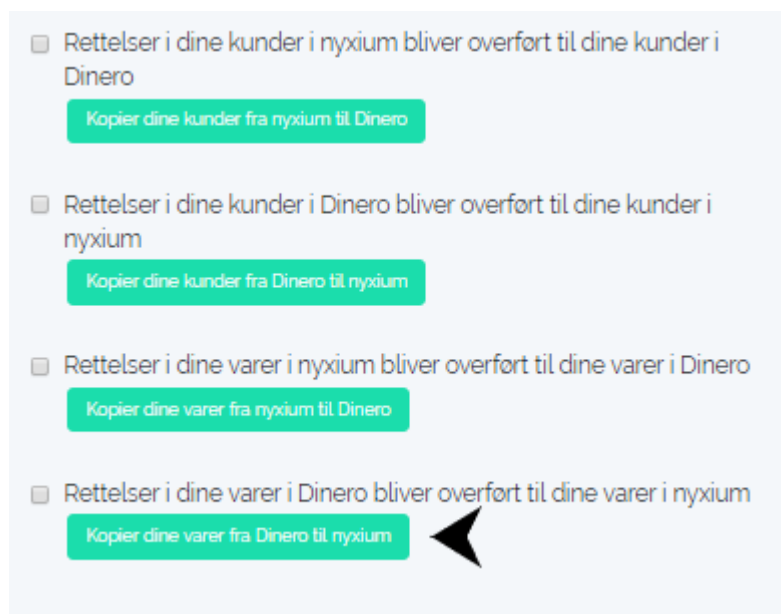 Rettelser i dine kunder i nyxium bliver overført til dine kunder i
Dinero
Kopier dine kunder fra nyxium til Dinero
Rettelser i dine kunder i Dinero bliver overført til dine kunder i
nyxium
Kopier dine kunder fra Dinero til nyxium
Rettelser i dine varer i nyxium bliver overført til dine varer i Dinero
Kopier dine varer fra nyxium til Dinero
Rettelser i dine varer i Dinero bliver overført til dine varer i nyxium
Kopier dine varer fra Dinero til nyxium